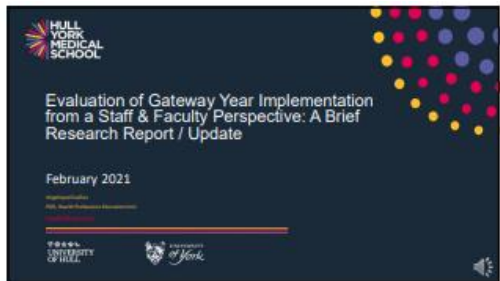 HULL
YORK
MEDICAL
SCHOOL
Evaluation of Gateway Year Implementation
from a Staff & Faculty Perspective: A Brief
Research Report / Update
February 2021
UNIVERSITY
OF HULL
UNIVERSITY
of York